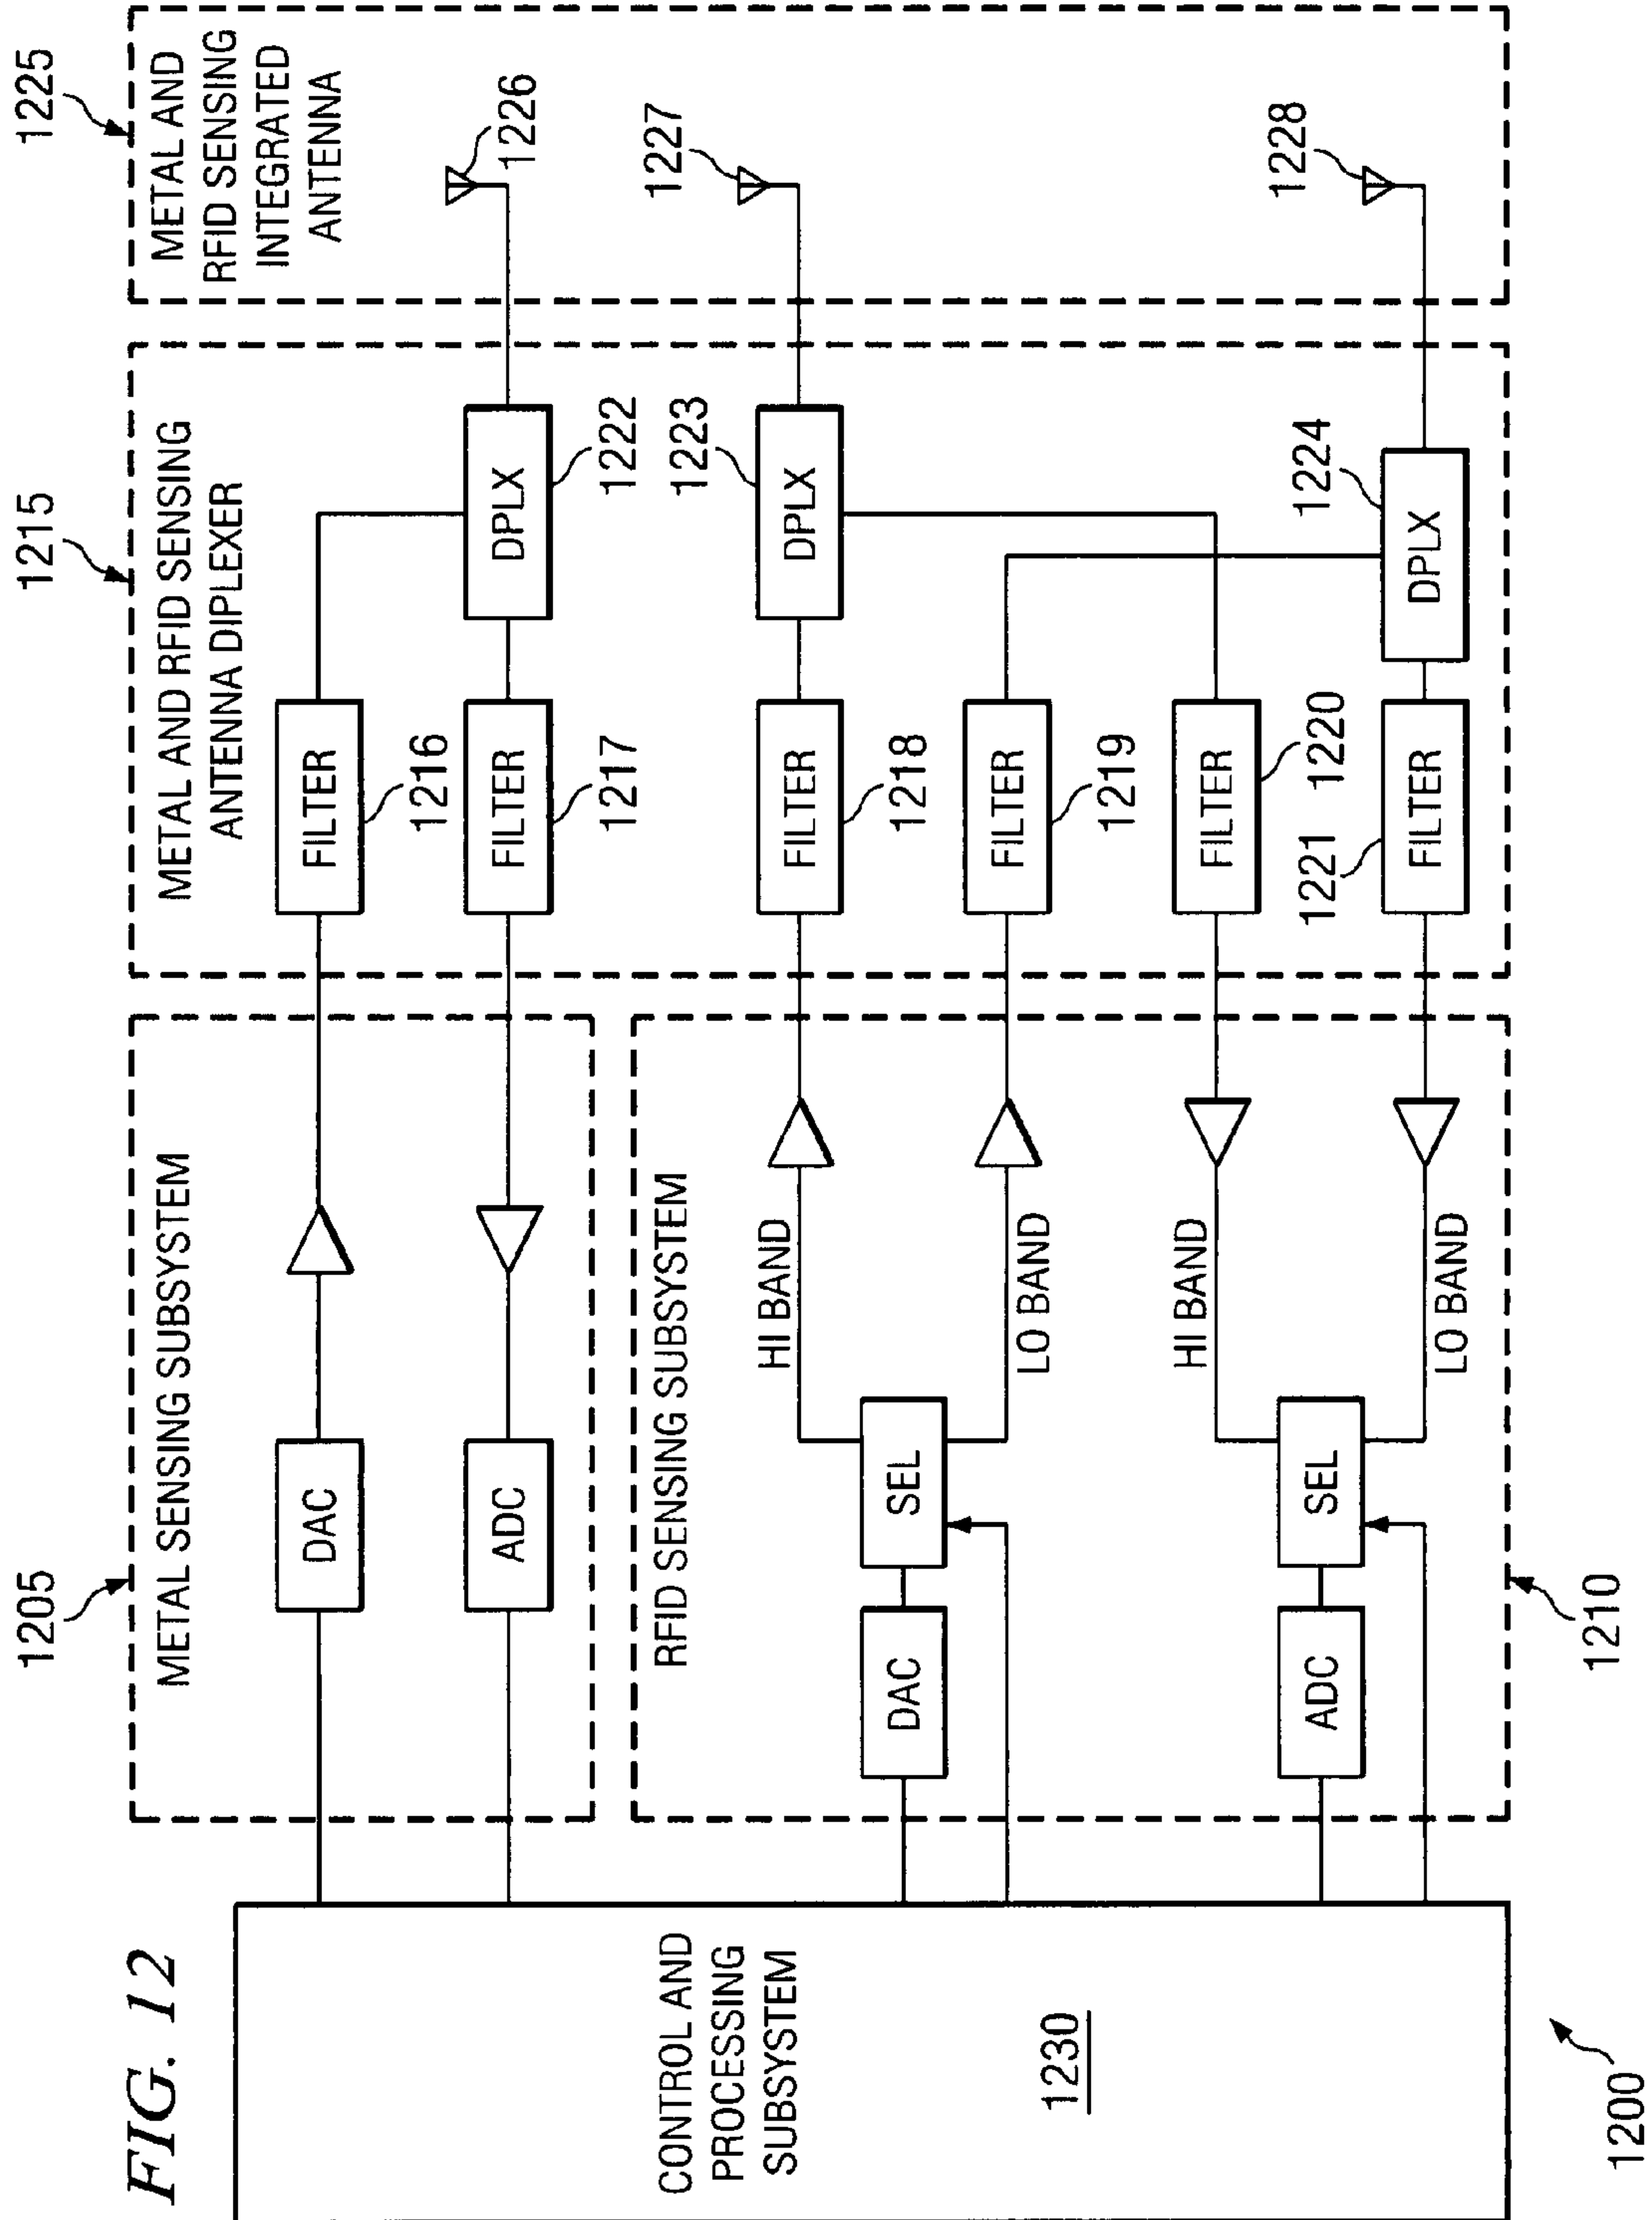 FIG. 12
1200
CONTROL AND
PROCESSING
SUBSYSTEM
1230
1205
METAL SENSING SUBSYSTEM
DAC
ADC
RFID SENSING SUBSYSTEM
DAC
SEL
HI BAND
LO BAND
ADC
SEL
HI BAND
LO BAND
1210
1215
METAL AND RFID SENSING
ANTENNA DIPLEXER
FILTER
1216
FILTER
1217
DPLX
1222
FILTER
1218
DPLX
1223
FILTER
1219
FILTER
1220
FILTER
1221
DPLX
1224
1225
METAL AND
RFID SENSING
INTEGRATED
ANTENNA
1226
1227
1228